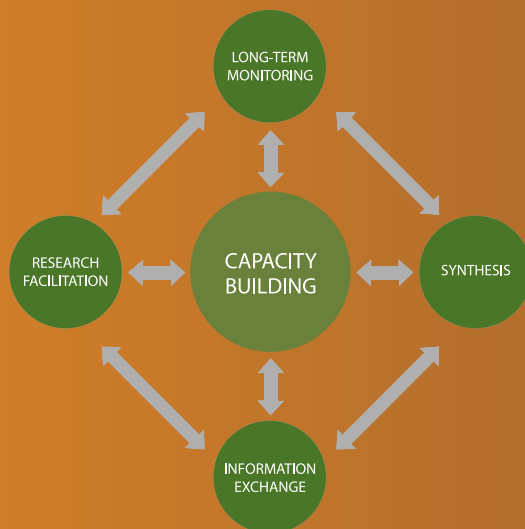 LONG-TERM
MONITORING
RESEARCH
FACILITATION
CAPACITY
BUILDING
SYNTHESIS
INFORMATION
EXCHANGE